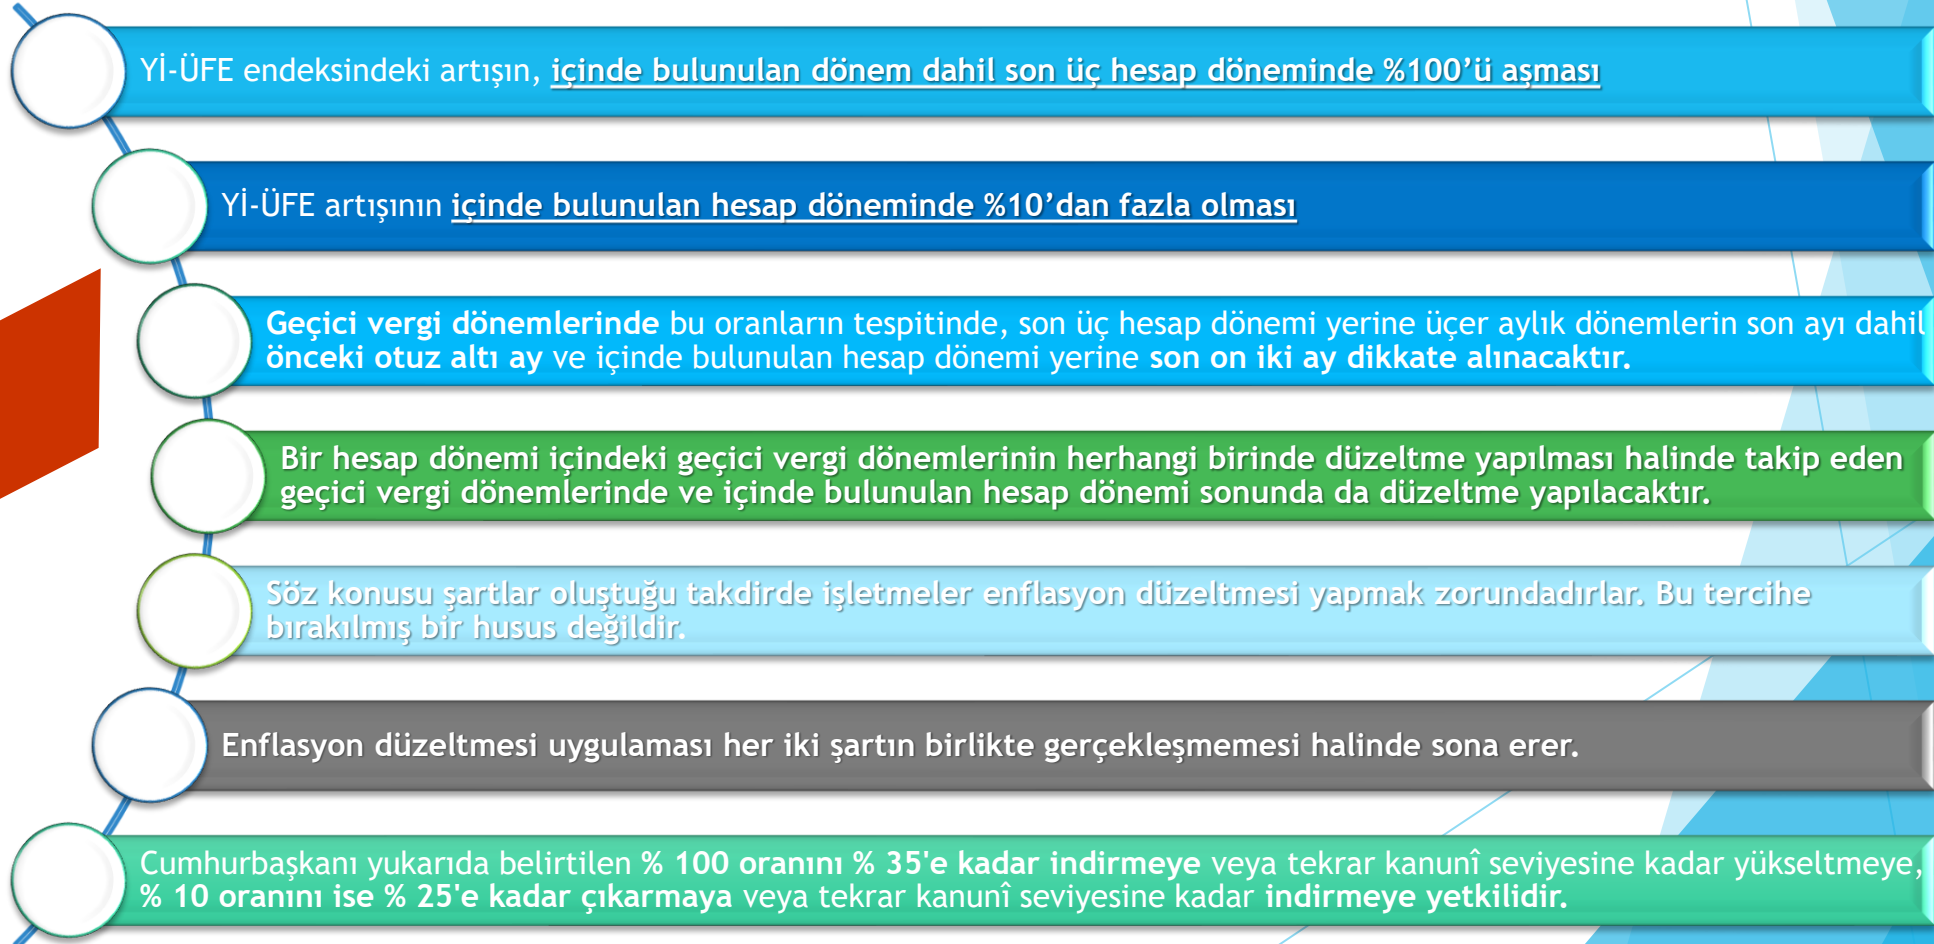 Yİ-ÜFE endeksindeki artışın, içinde bulunulan dönem dahil son üç hesap döneminde %100’ü aşması
Yİ-ÜFE artışının içinde bulunulan hesap döneminde %10’dan fazla olması
Geçici vergi dönemlerinde bu oranların tespitinde, son üç hesap dönemi yerine üçer aylık dönemlerin son ayı dahil
önceki otuz altı ay ve içinde bulunulan hesap dönemi yerine son on iki ay dikkate alınacaktır.
Bir hesap dönemi içindeki geçici vergi dönemlerinin herhangi birinde düzeltme yapılması halinde takip eden
geçici vergi dönemlerinde ve içinde bulunulan hesap dönemi sonunda da düzeltme yapılacaktır.
Söz konusu şartlar oluştuğu takdirde işletmeler enflasyon düzeltmesi yapmak zorundadırlar. Bu tercihe
bırakılmış bir husus değildir.
Enflasyon düzeltmesi uygulaması her iki şartın birlikte gerçekleşmemesi halinde sona erer.
Cumhurbaşkanı yukarıda belirtilen % 100 oranını % 35'e kadar indirmeye veya tekrar kanunî seviyesine kadar yükseltmeye,
% 10 oranını ise % 25'e kadar çıkarmaya veya tekrar kanunî seviyesine kadar indirmeye yetkilidir.